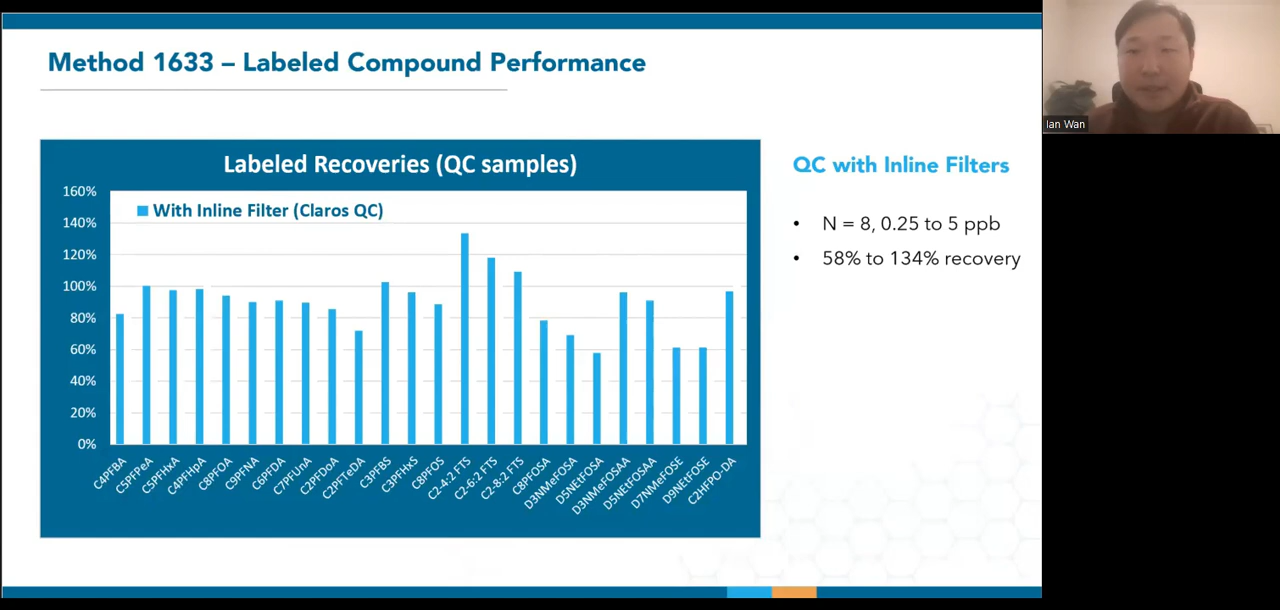 Method 1633 – Labeled Compound Performance
Ian Wan
Labeled Recoveries (QC samples)
160%
140%
120%
100%
80%
60%
40%
20%
0%
With Inline Filter (Claros QC)
C4PFBA
C5PFPeA
C5PFHxA
C4PFHpA
C8PFOA
C9PFNA
C6PFDA
C7PFUnA
C2PFDoA
C2PFTeDA
C3PFBS
C3PFHxS
C8PFOS
C2-4:2 FTS
C2-6:2 FTS
C2-8:2 FTS
C8PFOSA
D3NMeFOSA
D5NEtFOSA
D3NMeFOSAA
D5NEtFOSAA
D7NMeFOSE
D9NEtFOSE
C2HFPO-DA
QC with Inline Filters
• N = 8, 0.25 to 5 ppb
• 58% to 134% recovery